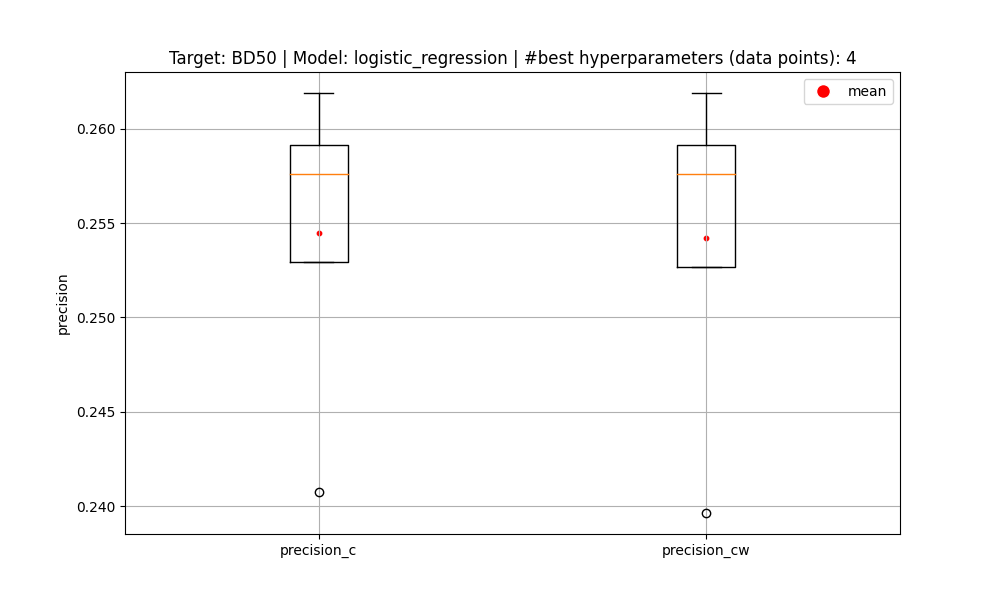 Target: BD50 | Model: logistic_regression | #best hyperparameters (data points): 4
mean
0.260
0.255
0.250
0.245
0.240
precision
precision_c
precision_cw